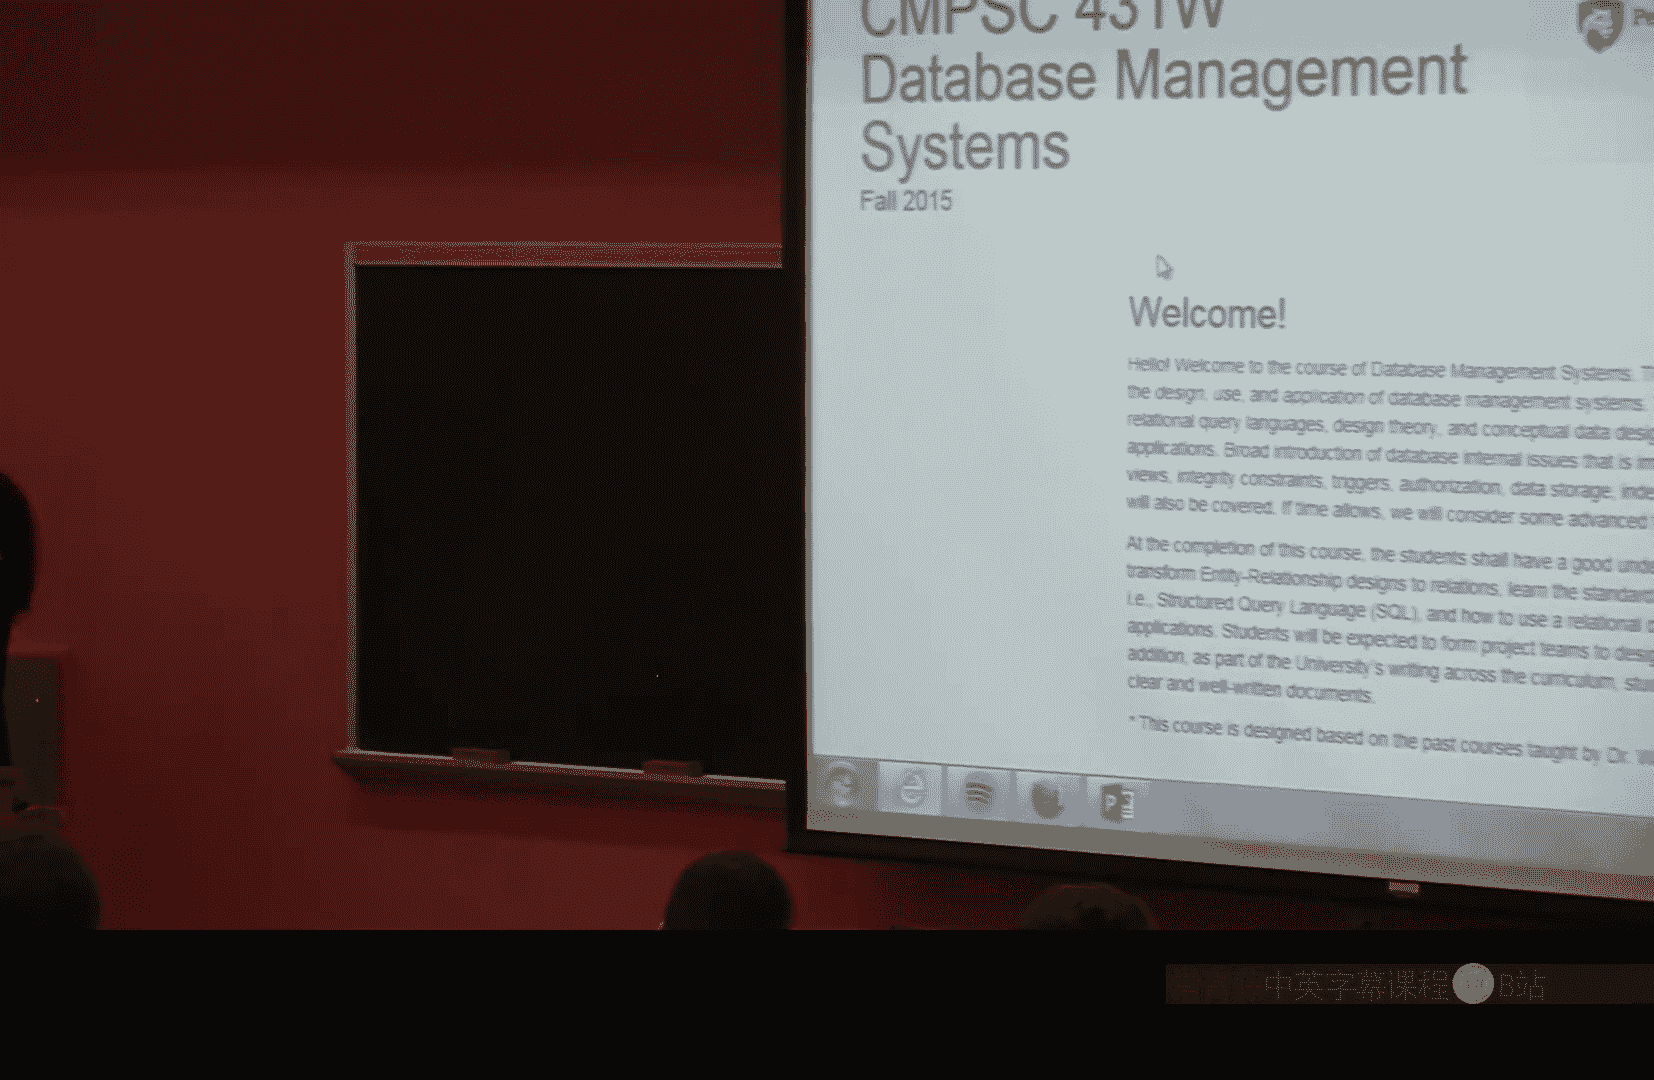 CMPSC 431W
Database Management
Systems
Fall 2015
Welcome!
Hello! Welcome to the course of Database Management Systems.
the design, use, and application of database management systems.
relational query languages, design theory, and conceptual data
applications. Broad introduction of database internal issues that is
views, integrity constraints, triggers, authorization, data storage,
will also be covered. If time allows, we will consider some advanced
At the completion of this course, the students shall have a good
transform Entity-Relationship designs to relations, learn the
i.e., Structured Query Language (SQL), and how to use a relational
applications. Students will be expected to form project teams to
addition, as part of the University's writing across the curriculum,
clear and well-written documents.
* This course is designed based on the past courses taught by Dr.
中英字幕课程
B站